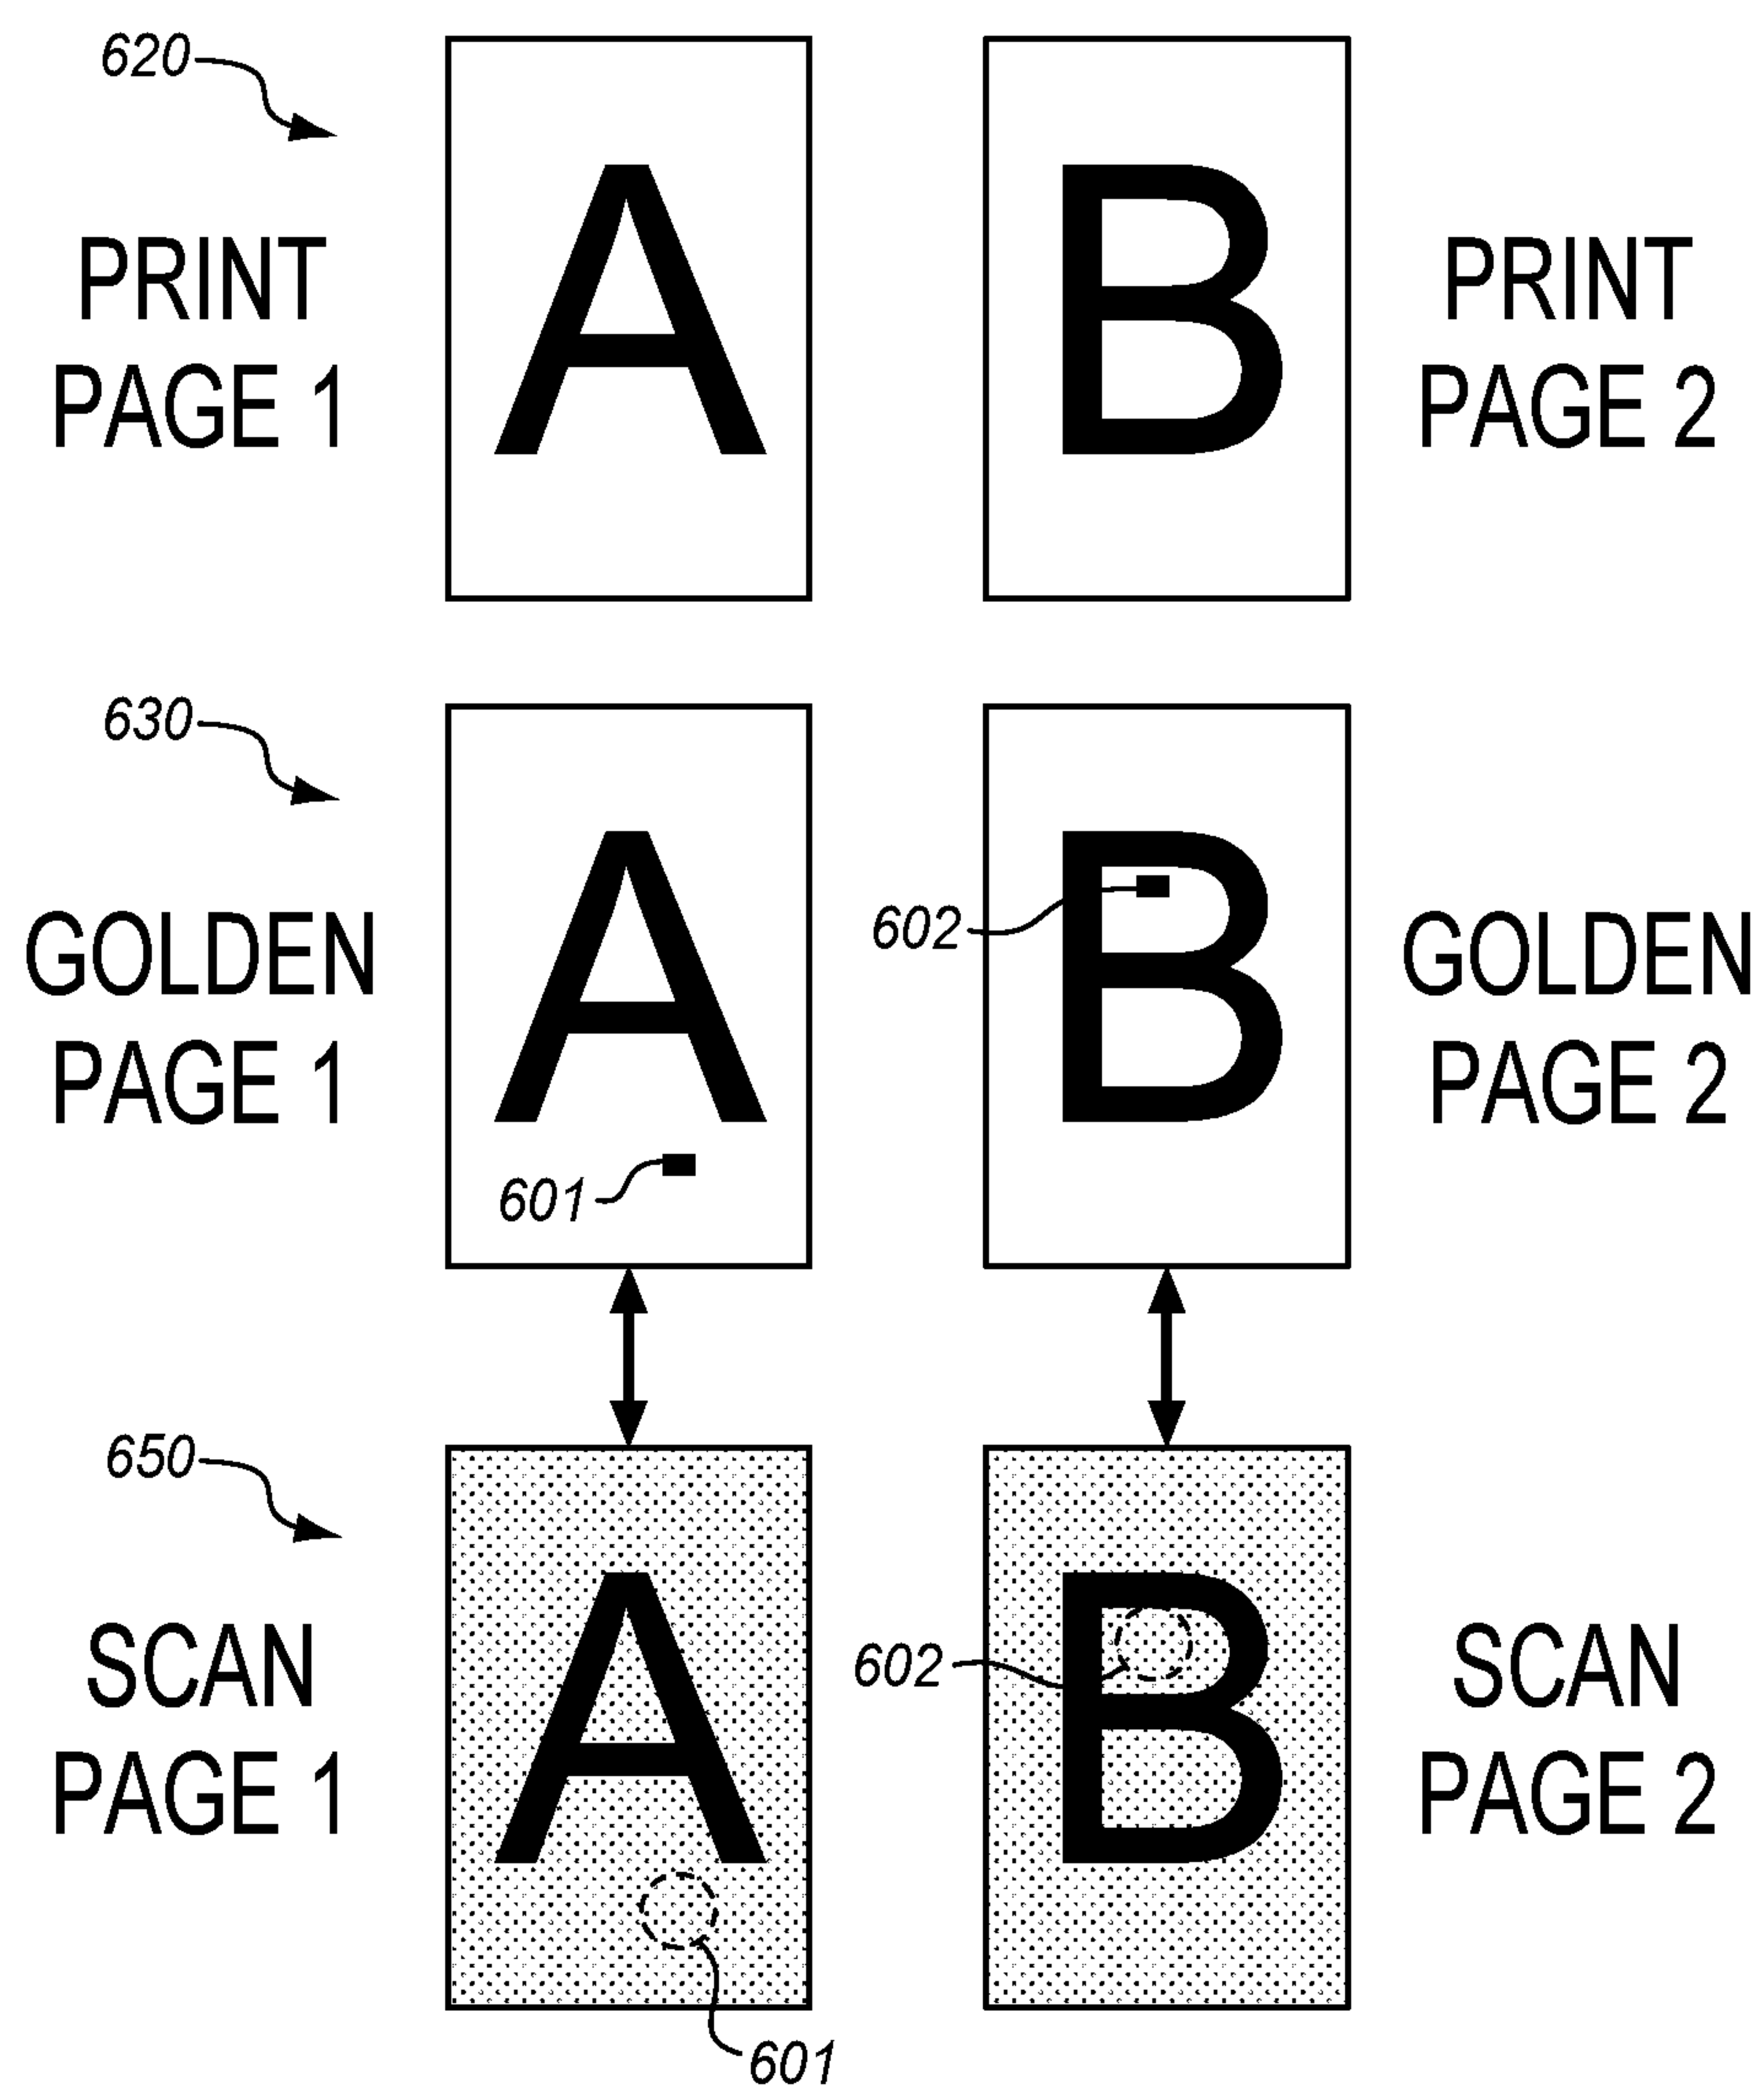 620
PRINT
PAGE 1
A
B
PRINT
PAGE 2
630
GOLDEN
PAGE 1
A
601
602
B
GOLDEN
PAGE 2
650
SCAN
PAGE 1
A
601
602
B
SCAN
PAGE 2